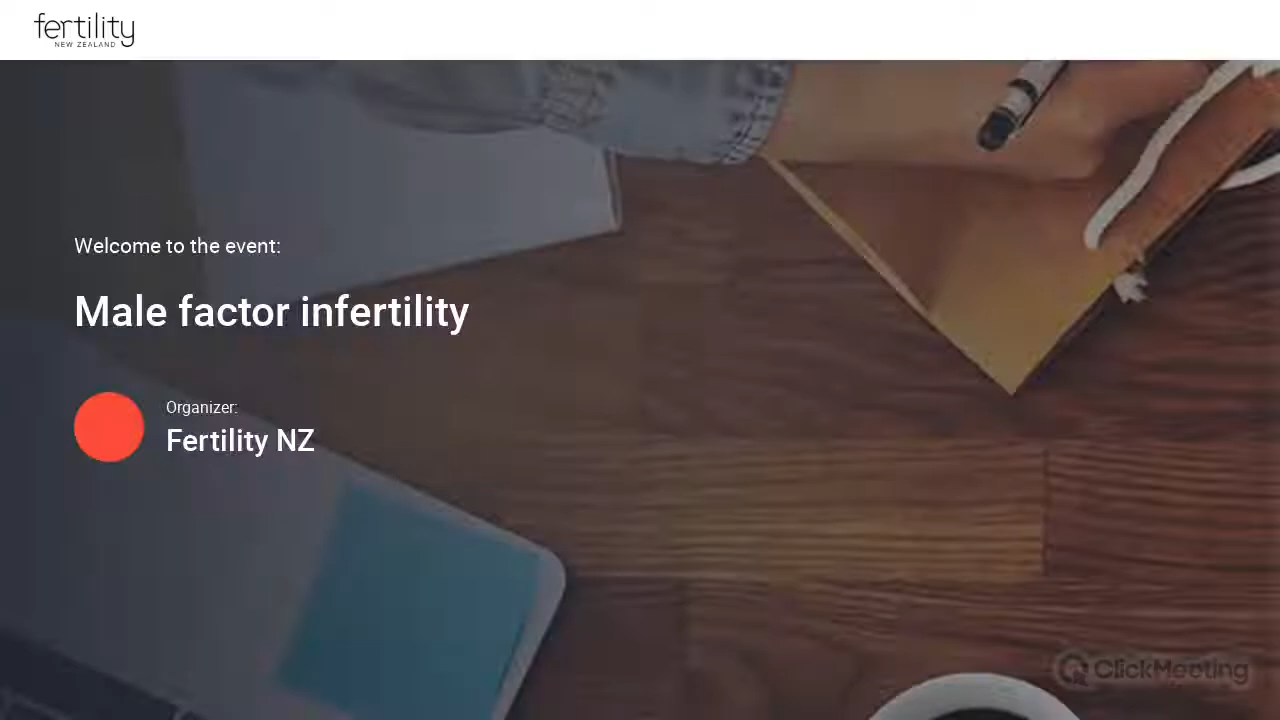 fertility
NEW ZEALAND
Welcome to the event:
Male factor infertility
Organizer:
Fertility NZ
ClickMeeting